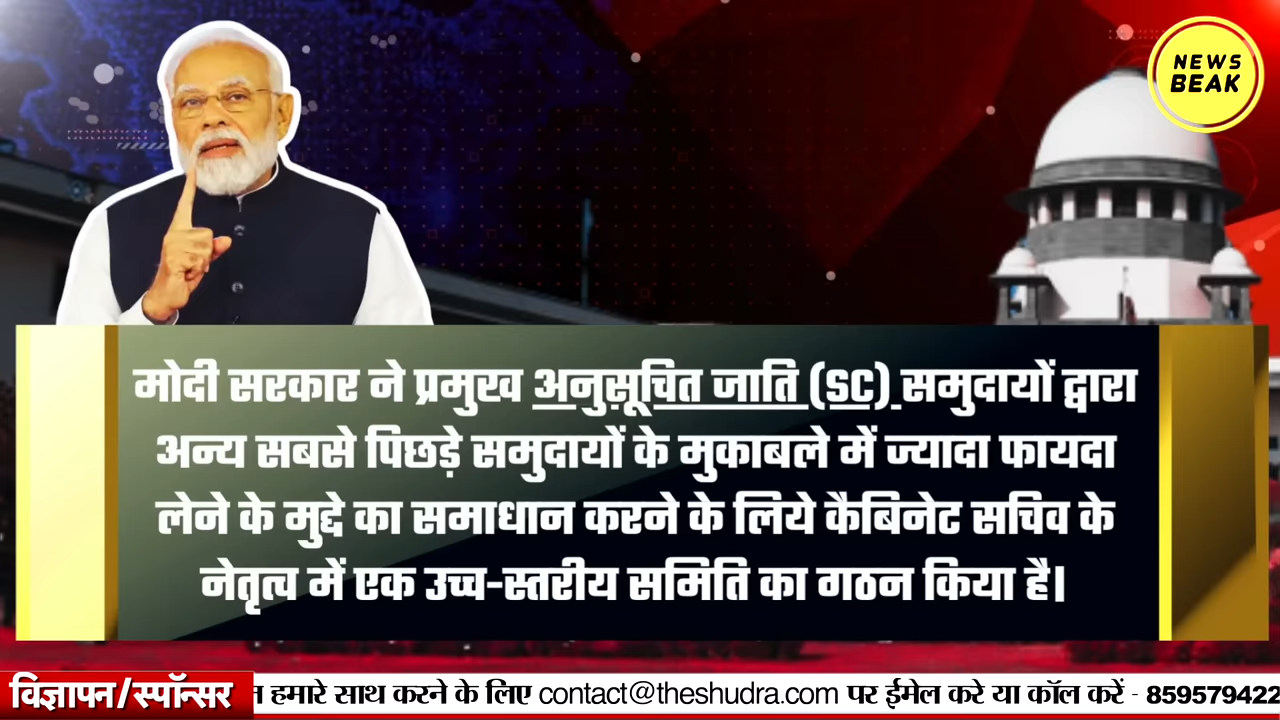 NEWS
BEAK
मोदी सरकार ने प्रमुख अनुसूचित जाति (SC) समुदायों द्वारा
अन्य सबसे पिछड़े समुदायों के मुकाबले में ज्यादा फायदा
लेने के मुद्दे का समाधान करने के लिये कैबिनेट सचिव के
नेतृत्व में एक उच्च-स्तरीय समिति का गठन किया है।
विज्ञापन/स्पॉन्सर
हमारे साथ करने के लिए contact@theshudra.com पर ईमेल करे या कॉल करें - 859579422